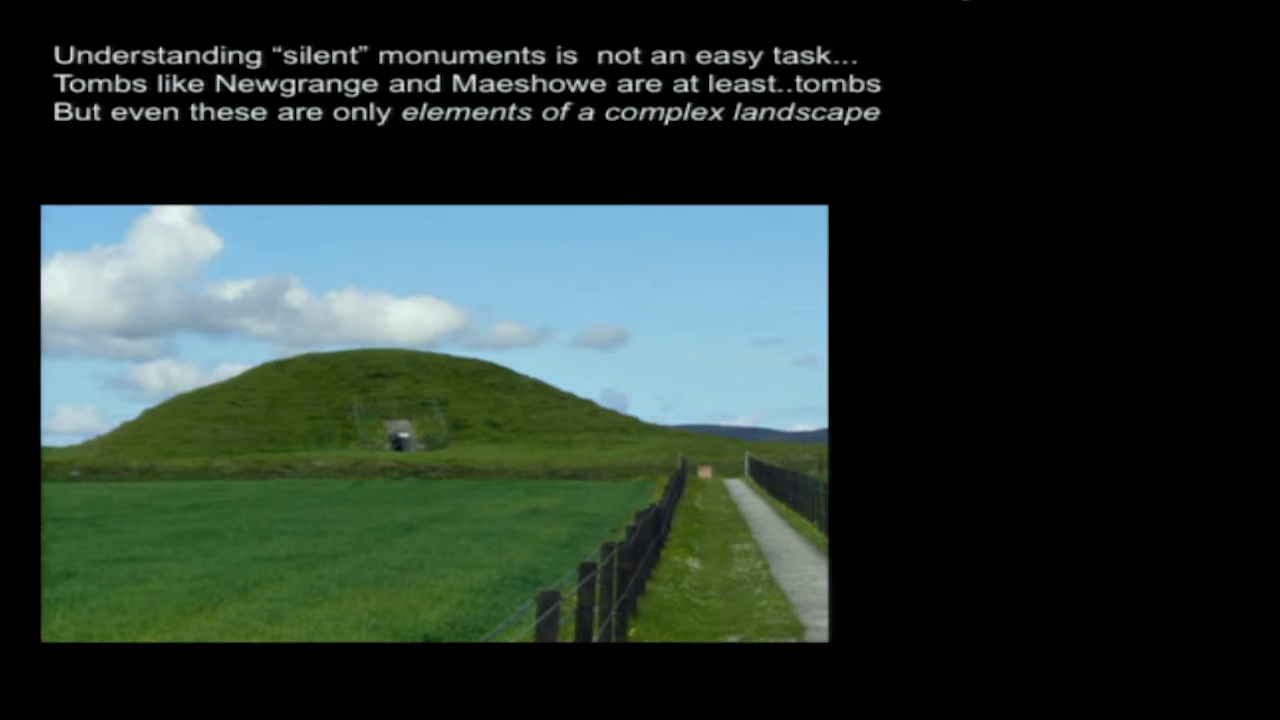 Understanding “silent” monuments is  not an easy task...
Tombs like Newgrange and Maeshowe are at least..tombs
But even these are only elements of a complex landscape